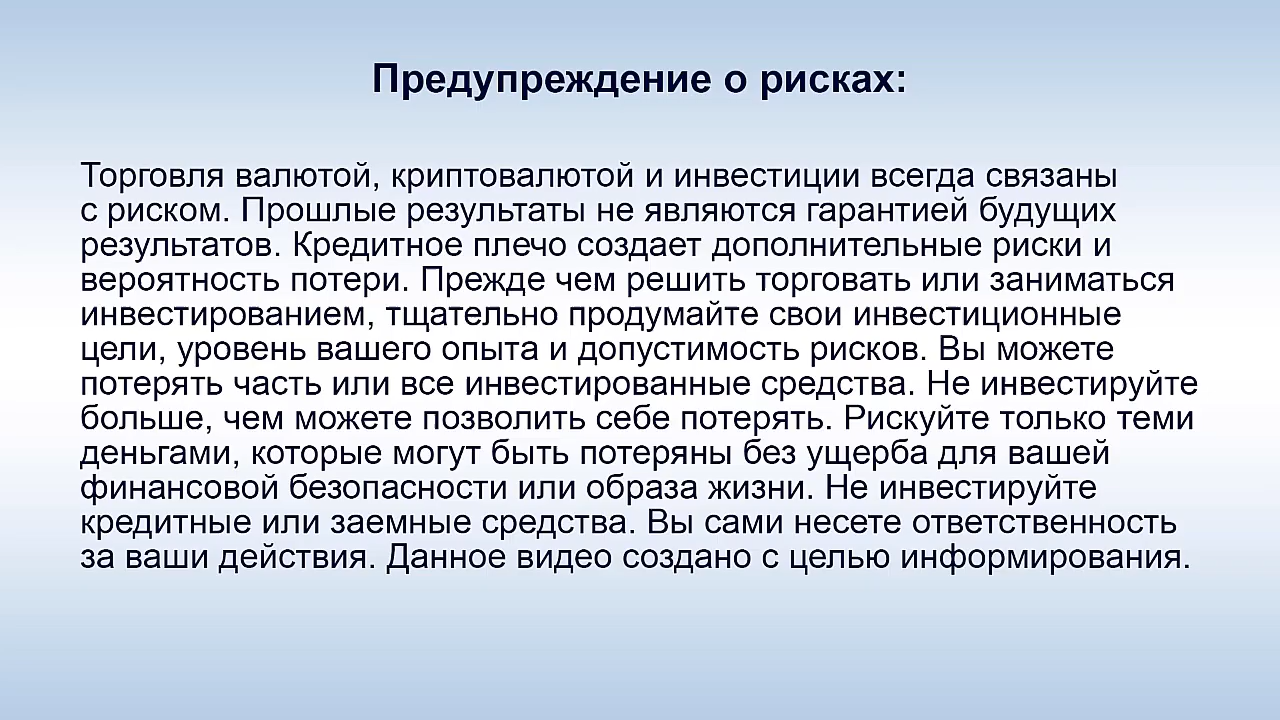 Предупреждение о рисках:
Торговля валютой, криптовалютой и инвестиции всегда связаны
с риском. Прошлые результаты не являются гарантией будущих
результатов. Кредитное плечо создает дополнительные риски и
вероятность потери. Прежде чем решить торговать или заниматься
инвестированием, тщательно продумайте свои инвестиционные
цели, уровень вашего опыта и допустимость рисков. Вы можете
потерять часть или все инвестированные средства. Не инвестируйте
больше, чем можете позволить себе потерять. Рискуйте только теми
деньгами, которые могут быть потеряны без ущерба для вашей
финансовой безопасности или образа жизни. Не инвестируйте
кредитные или заемные средства. Вы сами несете ответственность
за ваши действия. Данное видео создано с целью информирования.